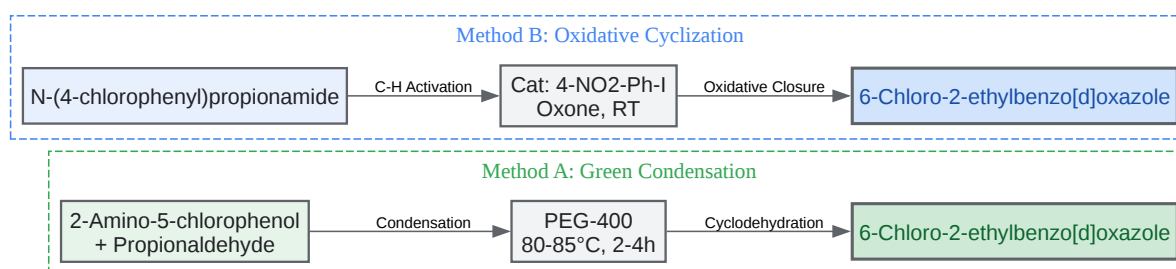 Method B: Oxidative Cyclization
N-(4-chlorophenyl)propionamide
C-H Activation
Cat: 4-NO2-Ph-I
Oxone, RT
Oxidative Closure
6-Chloro-2-ethylbenzo[d]oxazole
Method A: Green Condensation
2-Amino-5-chlorophenol
+ Propionaldehyde
Condensation
PEG-400
80-85°C, 2-4h
Cyclodehydration
6-Chloro-2-ethylbenzo[d]oxazole